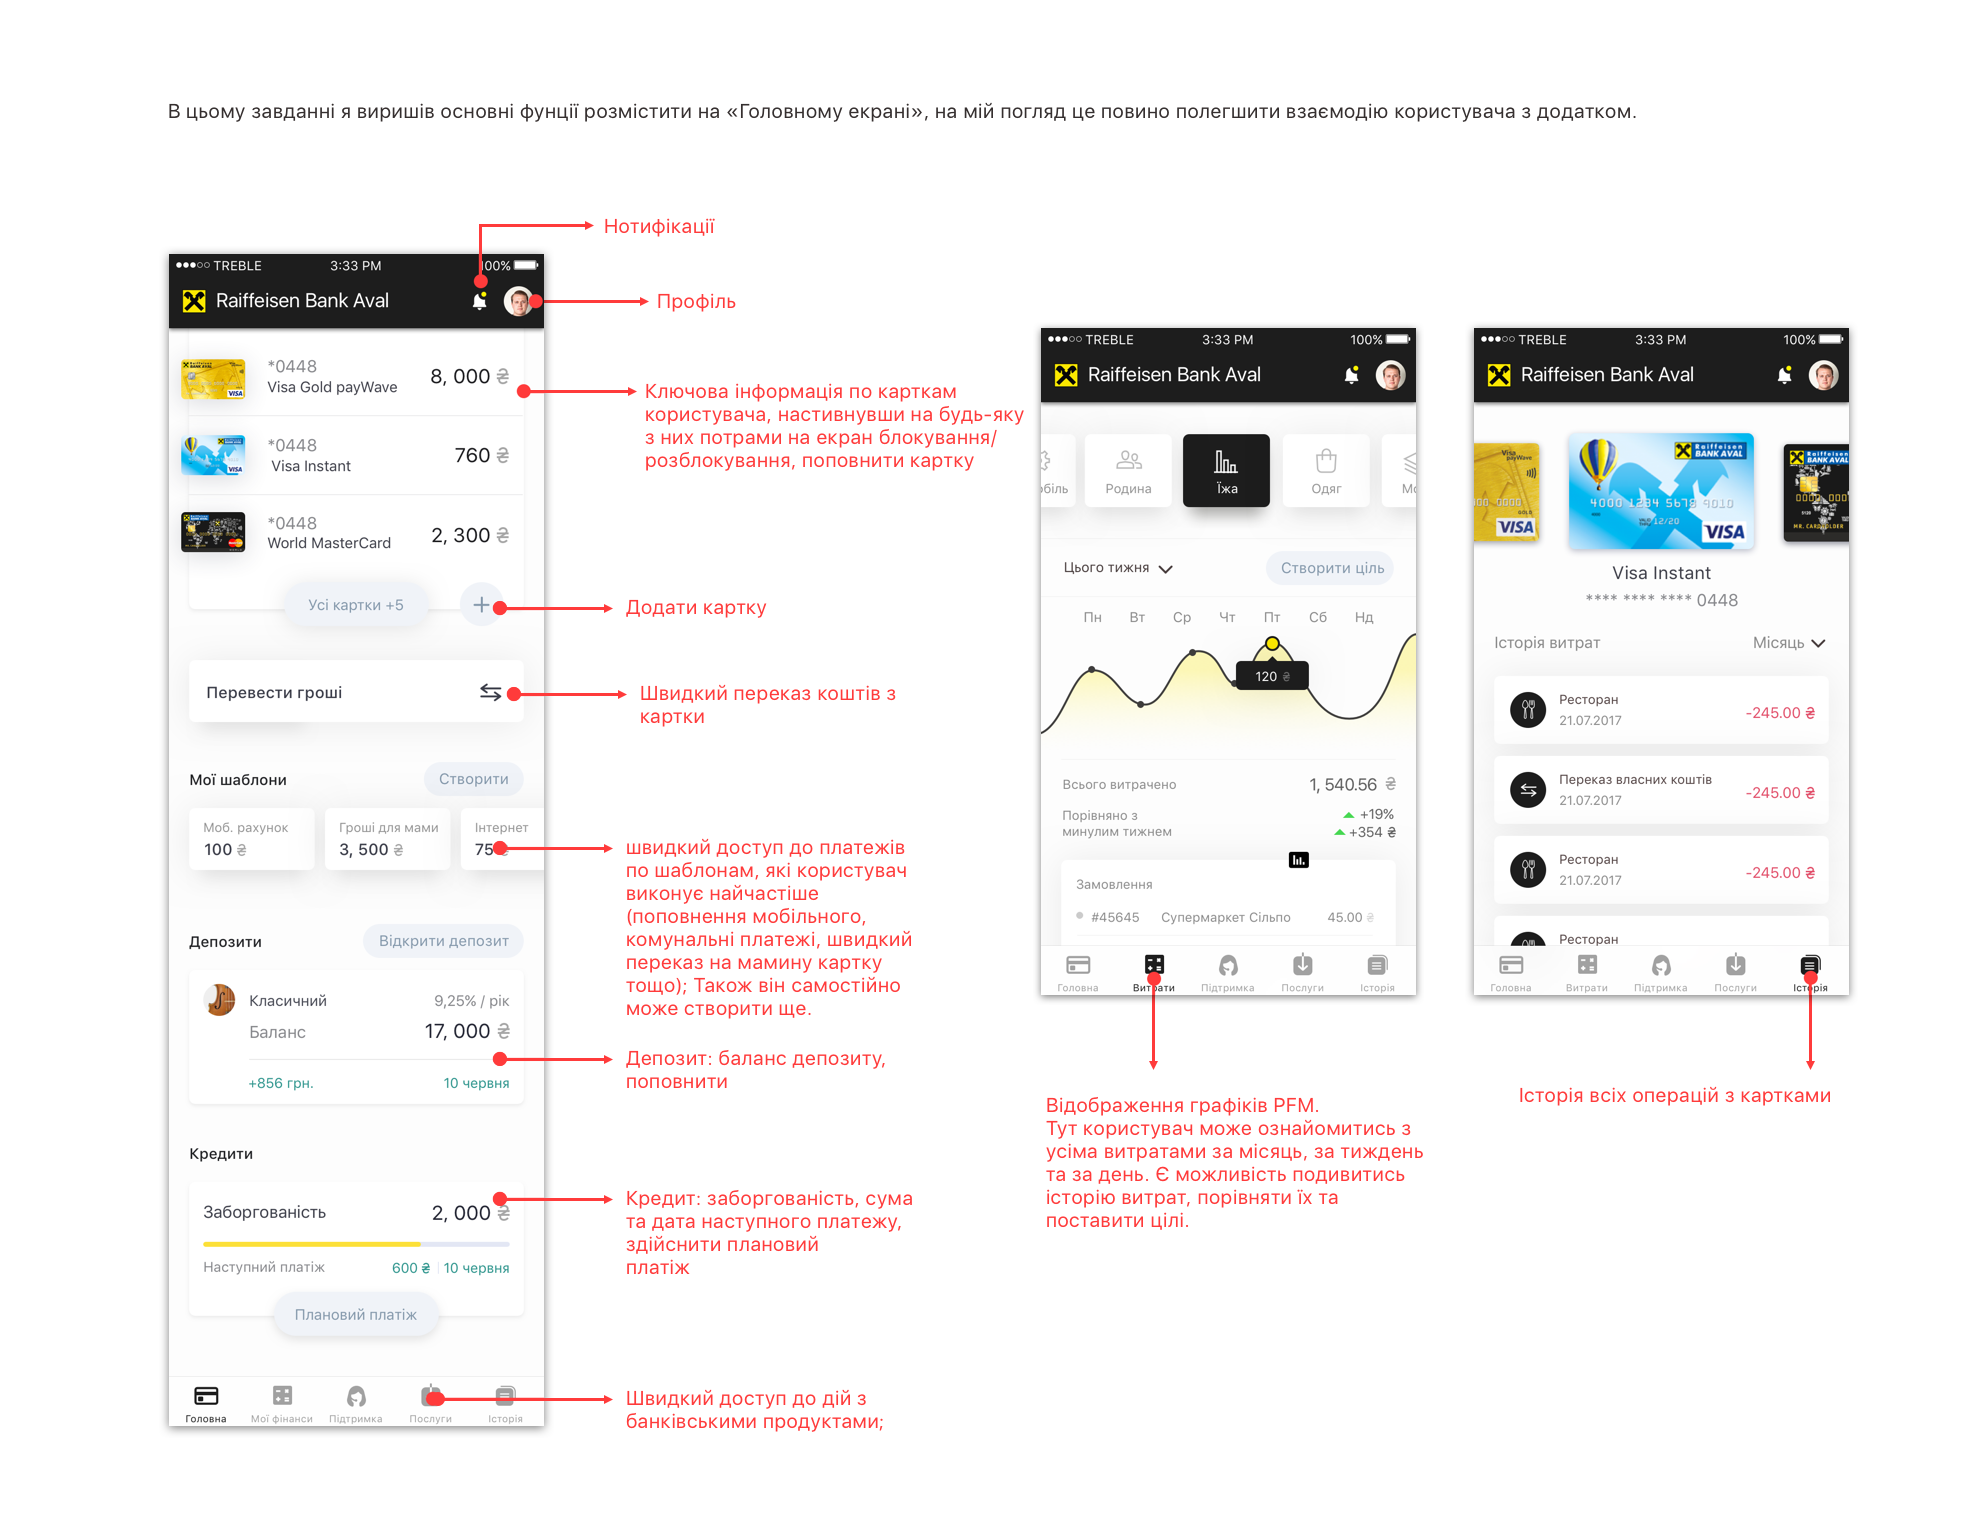 В цьому завданні я виришів основні фунції розмістити на «Головному екрані», на мій погляд це повино полегшити взаємодію користувача з додатком.
Нотифікації
TREBLE 3:33 PM 100%
Raiffeisen Bank Aval
Профіль
*0448
Visa Gold payWave 8, 000 ₴
Ключова інформація по карткам
користувача, настивнувши на будь-яку
з них потрами на екран блокування/
розблокування, поповнити картку
*0448
Visa Instant 760 ₴
*0448
World MasterCard 2, 300 ₴
Усі картки +5 +
Додати картку
Перевести гроші
Швидкий переказ коштів з
картки
Мої шаблони Створити
Моб. рахунок Гроші для мами Інтернет
100 ₴ 3, 500 ₴ 75
швидкий доступ до платежів
по шаблонам, які користувач
виконує найчастіше
(поповнення мобільного,
комунальні платежі, швидкий
переказ на мамину картку
тощо); Також він самостійно
може створити ще.
Депозити Відкрити депозит
Класичний 9,25% / рік
Баланс 17, 000 ₴
+856 грн. 10 червня
Депозит: баланс депозиту,
поповнити
Кредити
Заборгованість 2, 000 ₴
Наступний платіж 600 ₴ 10 червня
Плановий платіж
Кредит: заборгованість, сума
та дата наступного платежу,
здійснити плановий
платіж
Головна Мої фінанси Підтримка Послуги Історія
Швидкий доступ до дій з
банківськими продуктами;
TREBLE 3:33 PM 100%
Raiffeisen Bank Aval
Родина Їжа Одяг
Цього тижня Створити ціль
Пн Вт Ср Чт Пт Сб Нд
120 ₴
Всього витрачено 1, 540.56 ₴
Порівняно з +19%
минулим тижнем +354 ₴
Замовлення
#45645 Супермаркет Сільпо 45.00 ₴
Головна Витрати Підтримка Послуги Історія
Відображення графіків PFM.
Тут користувач може ознайомитись з
усіма витратами за місяць, за тиждень
та за день. Є можливість подивитись
історію витрат, порівняти їх та
поставити цілі.
TREBLE 3:33 PM 100%
Raiffeisen Bank Aval
Visa payWave
GOLD
VISA
Raiffeisen
BANK AVAL
4000 1234 5678 9010
12/20
VISA
Raiffeisen
BANK AVAL
MR. CARDHOLDER
Visa Instant
**** **** **** 0448
Історія витрат Місяць
Ресторан
21.07.2017 -245.00 ₴
Переказ власних коштів
21.07.2017 -245.00 ₴
Ресторан
21.07.2017 -245.00 ₴
Ресторан
Головна Витрати Підтримка Послуги Історія
Історія всіх операцій з картками